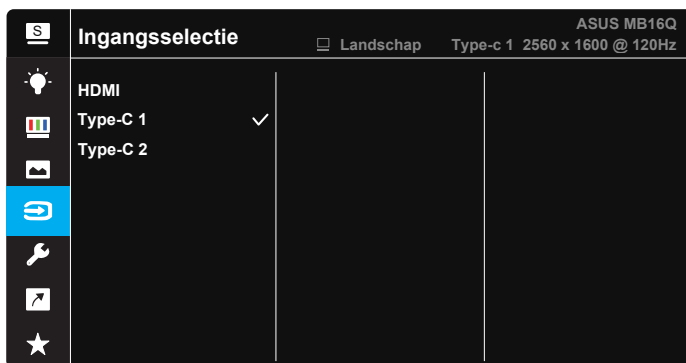 S
Ingangsselectie
ASUS MB16Q
Landschap Type-c 1 2560 x 1600 @ 120Hz
HDMI
Type-C 1
Type-C 2